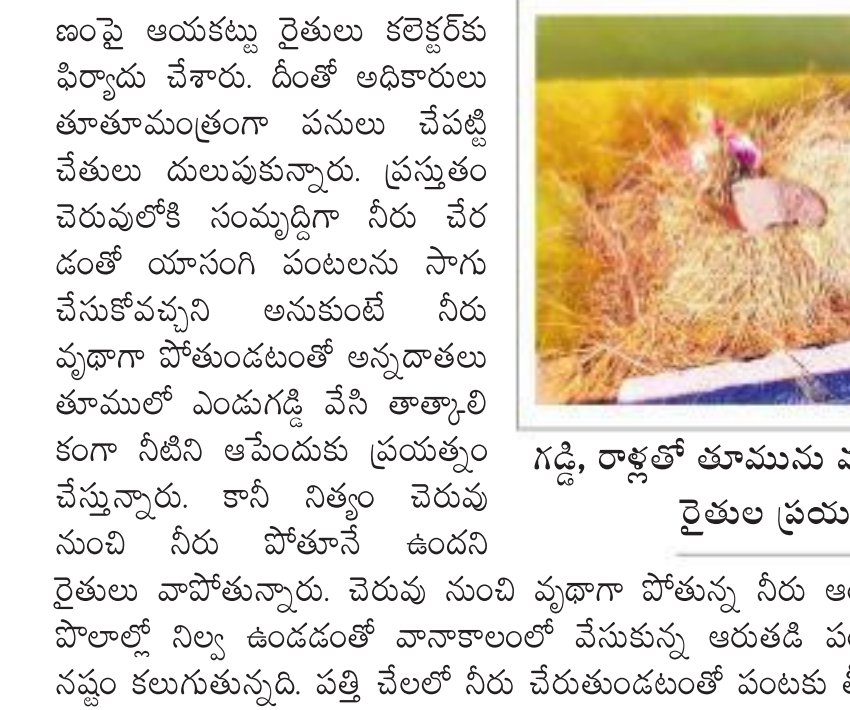 ణంపై ఆయకట్టు రైతులు కలెక్టర్‌కు
ఫిర్యాదు చేశారు. దీంతో అధికారులు
తూతూమంత్రంగా పనులు చేపట్టి
చేతులు దులుపుకున్నారు. ప్రస్తుతం
చెరువులోకి సంమృద్దిగా నీరు చేర
డంతో యాసంగి పంటలను సాగు
చేసుకోవచ్చని అనుకుంటే నీరు
వృథాగా పోతుండటంతో అన్నదాతలు
తూములో ఎండుగడ్డి వేసి తాత్కాలి
కంగా నీటిని ఆపేందుకు ప్రయత్నం
చేస్తున్నారు. కానీ నిత్యం చెరువు
నుంచి నీరు పోతూనే ఉందని
రైతులు వాపోతున్నారు. చెరువు నుంచి వృథాగా పోతున్న నీరు
పొలాల్లో నిల్వ ఉండడంతో వానాకాలంలో వేసుకున్న ఆరుతడి
నష్టం కలుగుతున్నది. పత్తి చేలలో నీరు చేరుతుండటంతో పంటకు
గడ్డి, రాళ్లతో తూమును
రైతుల